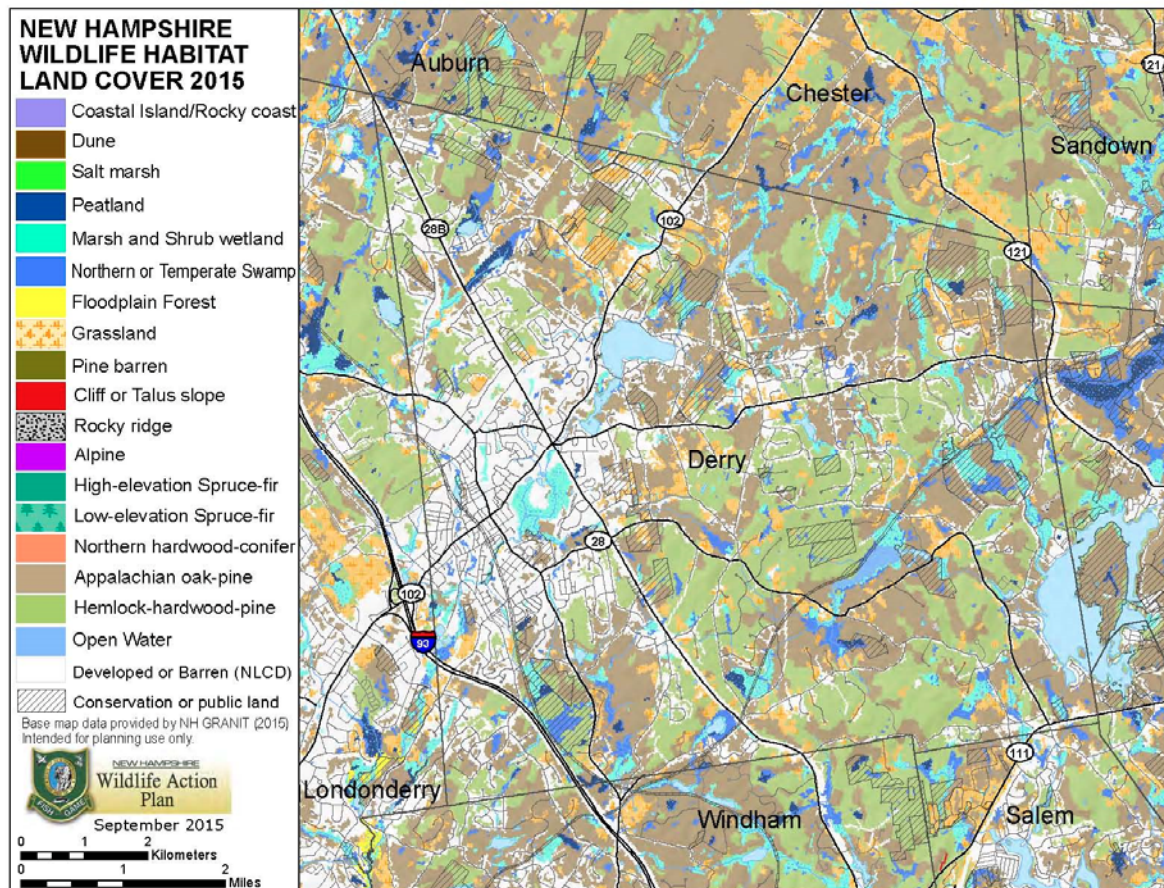 NEW HAMPSHIRE
WILDLIFE HABITAT
LAND COVER 2015
Coastal Island/Rocky coast
Dune
Salt marsh
Peatland
Marsh and Shrub wetland
Northern or Temperate Swamp
Floodplain Forest
Grassland
Pine barren
Cliff or Talus slope
Rocky ridge
Alpine
High-elevation Spruce-fir
Low-elevation Spruce-fir
Northern hardwood-conifer
Appalachian oak-pine
Hemlock-hardwood-pine
Open Water
Developed or Barren (NLCD)
Conservation or public land
Base map data provided by NH GRANIT (2015)
Intended for planning use only.
NEW HAMPSHIRE
Wildlife Action
Plan
FISH GAME
September 2015
0 1 2
Kilometers
0 1 2
Miles
Auburn
Chester
Sandown
121
102
28B
121
Derry
28
102
93
111
Londonderry
Windham
Salem